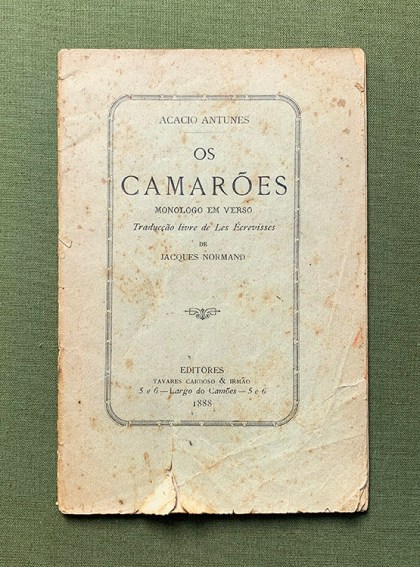 ACACIO ANTUNES
OS
CAMARÕES
MONOLOGO EM VERSO
Traducção livre de Les Écrevisses
DE
JACQUES NORMAND
EDITORES
TAVARES CARDOSO & IRMÃO
5 e 6—Largo do Camões—5 e 6
1888